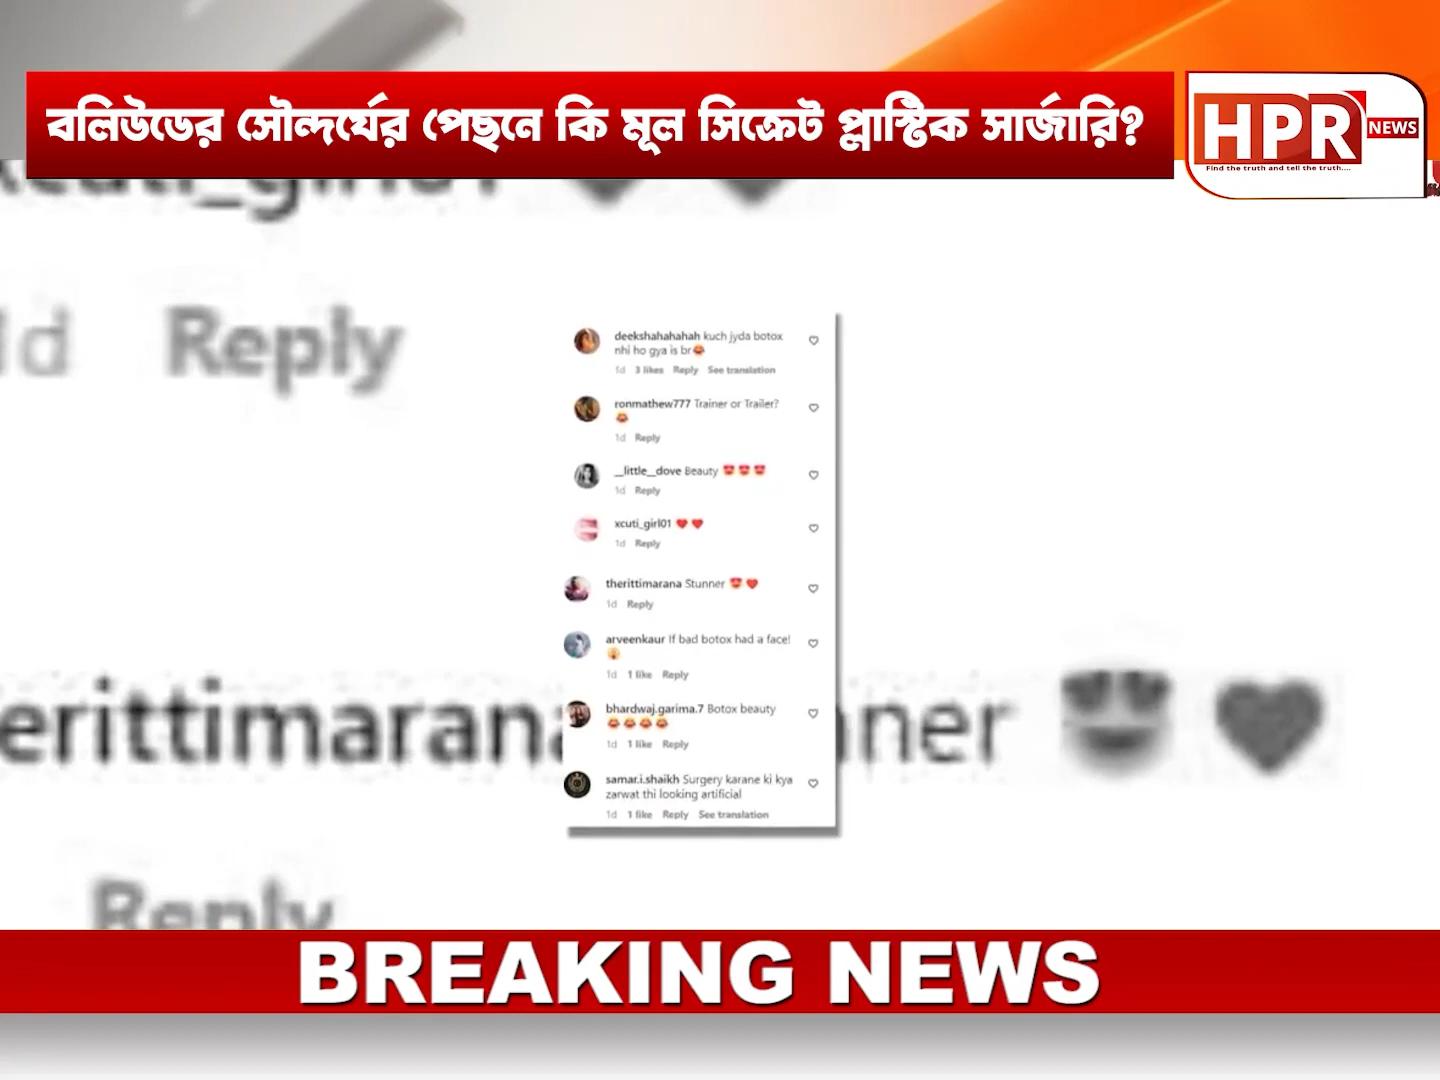 বলিউডের সৌন্দর্যের পেছনে কি মূল সিক্রেট প্লাস্টিক সার্জারি?
HPR NEWS
Find the truth and tell the truth....
1d Reply
deekshahahahah kuch jyda botox
nhi ho gya is br😂
1d 3 likes Reply See translation
ronmathew777 Trainer or Trailer?
😂
1d Reply
__little__dove Beauty 😍😍😍
1d Reply
xcuti_girl01 ❤️ ❤️
1d Reply
therittimarana Stunner 😍❤️
1d Reply
arveenkaur If bad botox had a face!
1d 1 like Reply
bhardwaj.garima.7 Botox beauty
😂😂😂😂
1d 1 like Reply
samar.i.shaikh Surgery karane ki kya
zarwat thi looking artificial
1d 1 like Reply See translation
erittimarana nner 😍 ❤️
Reply
BREAKING NEWS